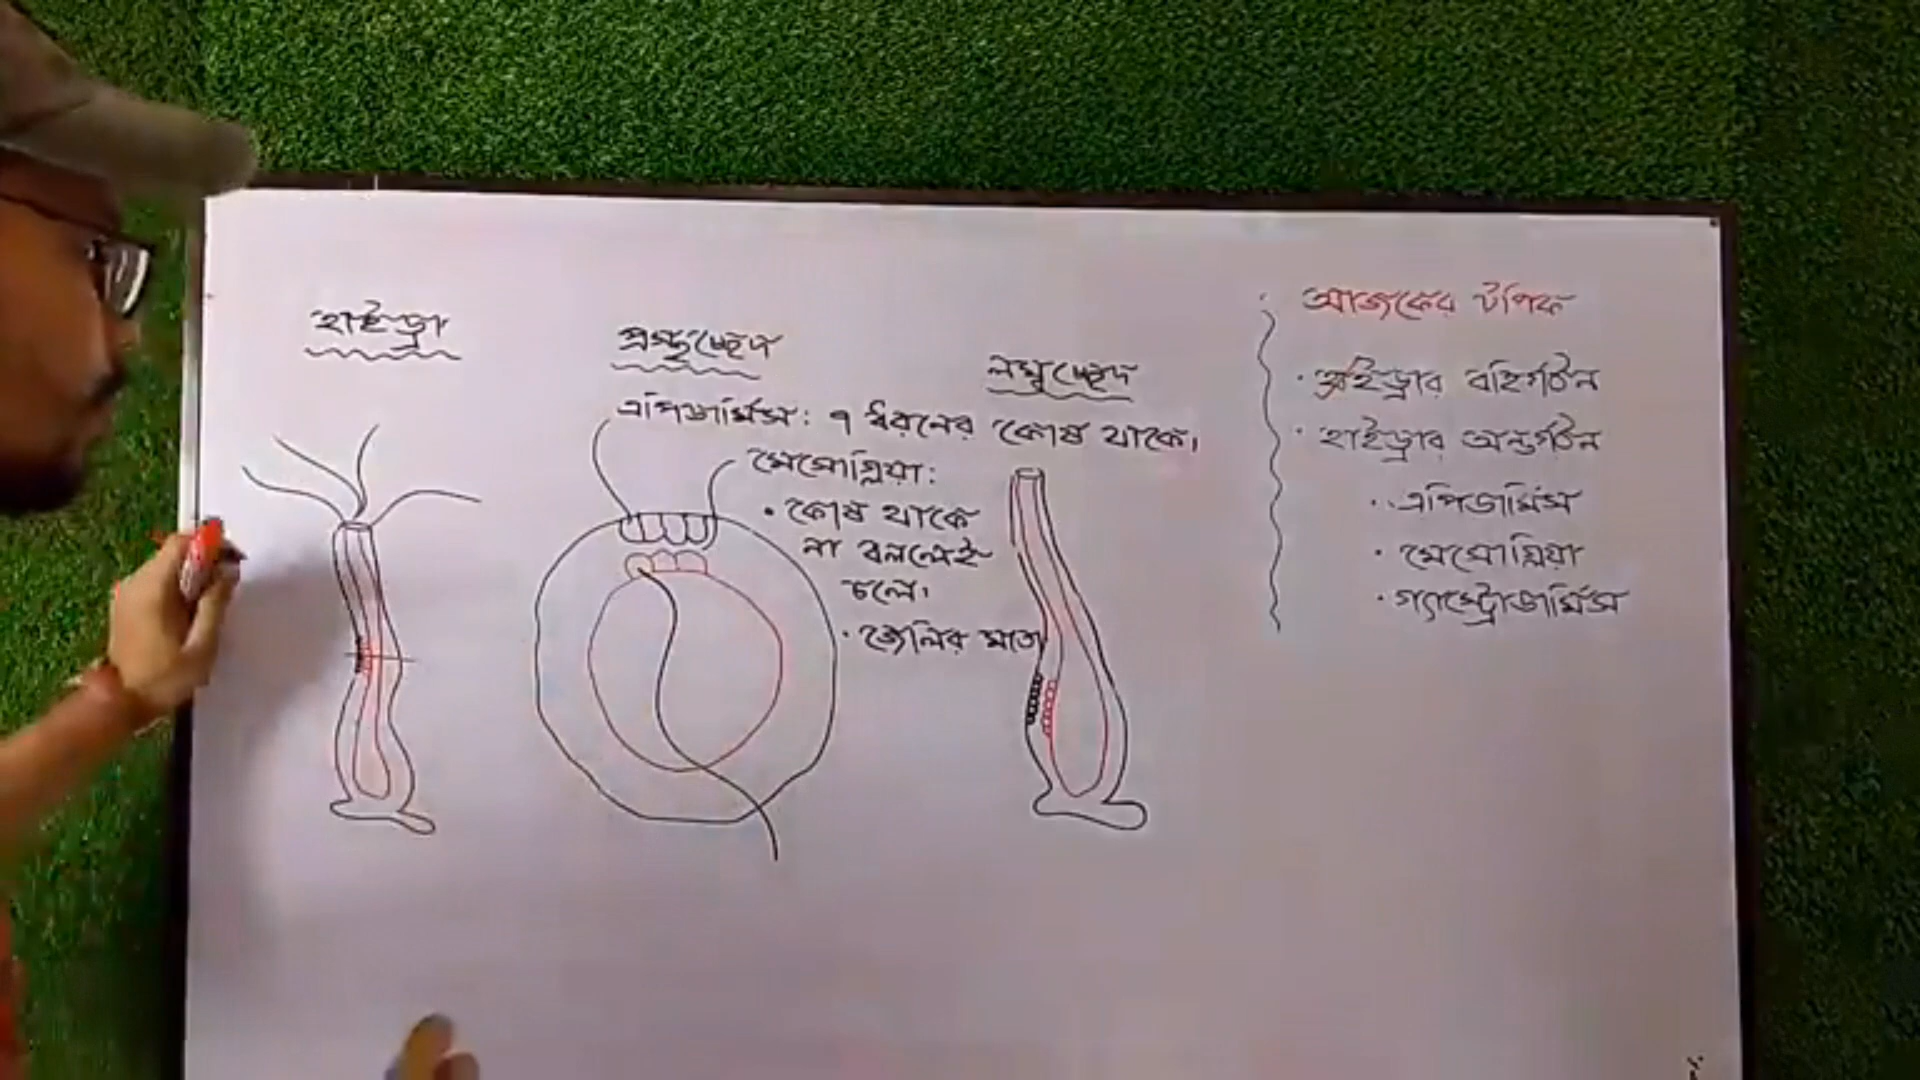 হাইড্রা
প্রস্থচ্ছেদ
এপিডার্মিস: ৭ ধরনের কোষ থাকে।
মেসোগ্লিয়া:
• কোষ থাকে
না বললেই
চলে।
• জেলির মতো
লম্বচ্ছেদ
আজকের টপিক
• হাইড্রার বহির্গঠন
• হাইড্রার অন্তর্গঠন
• এপিডার্মিস
• মেসোগ্লিয়া
• গ্যাস্ট্রোডার্মিস